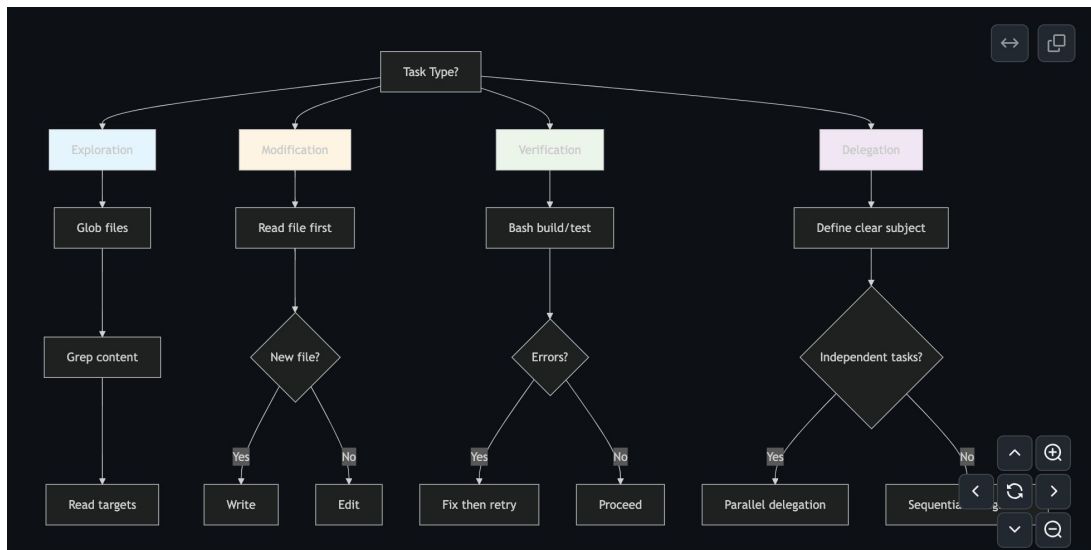 Task Type?
Exploration
Modification
Verification
Delegation
Glob files
Read file first
Bash build/test
Define clear subject
Grep content
New file?
Errors?
Independent tasks?
Yes
No
Yes
No
Yes
No
Read targets
Write
Edit
Fix then retry
Proceed
Parallel delegation